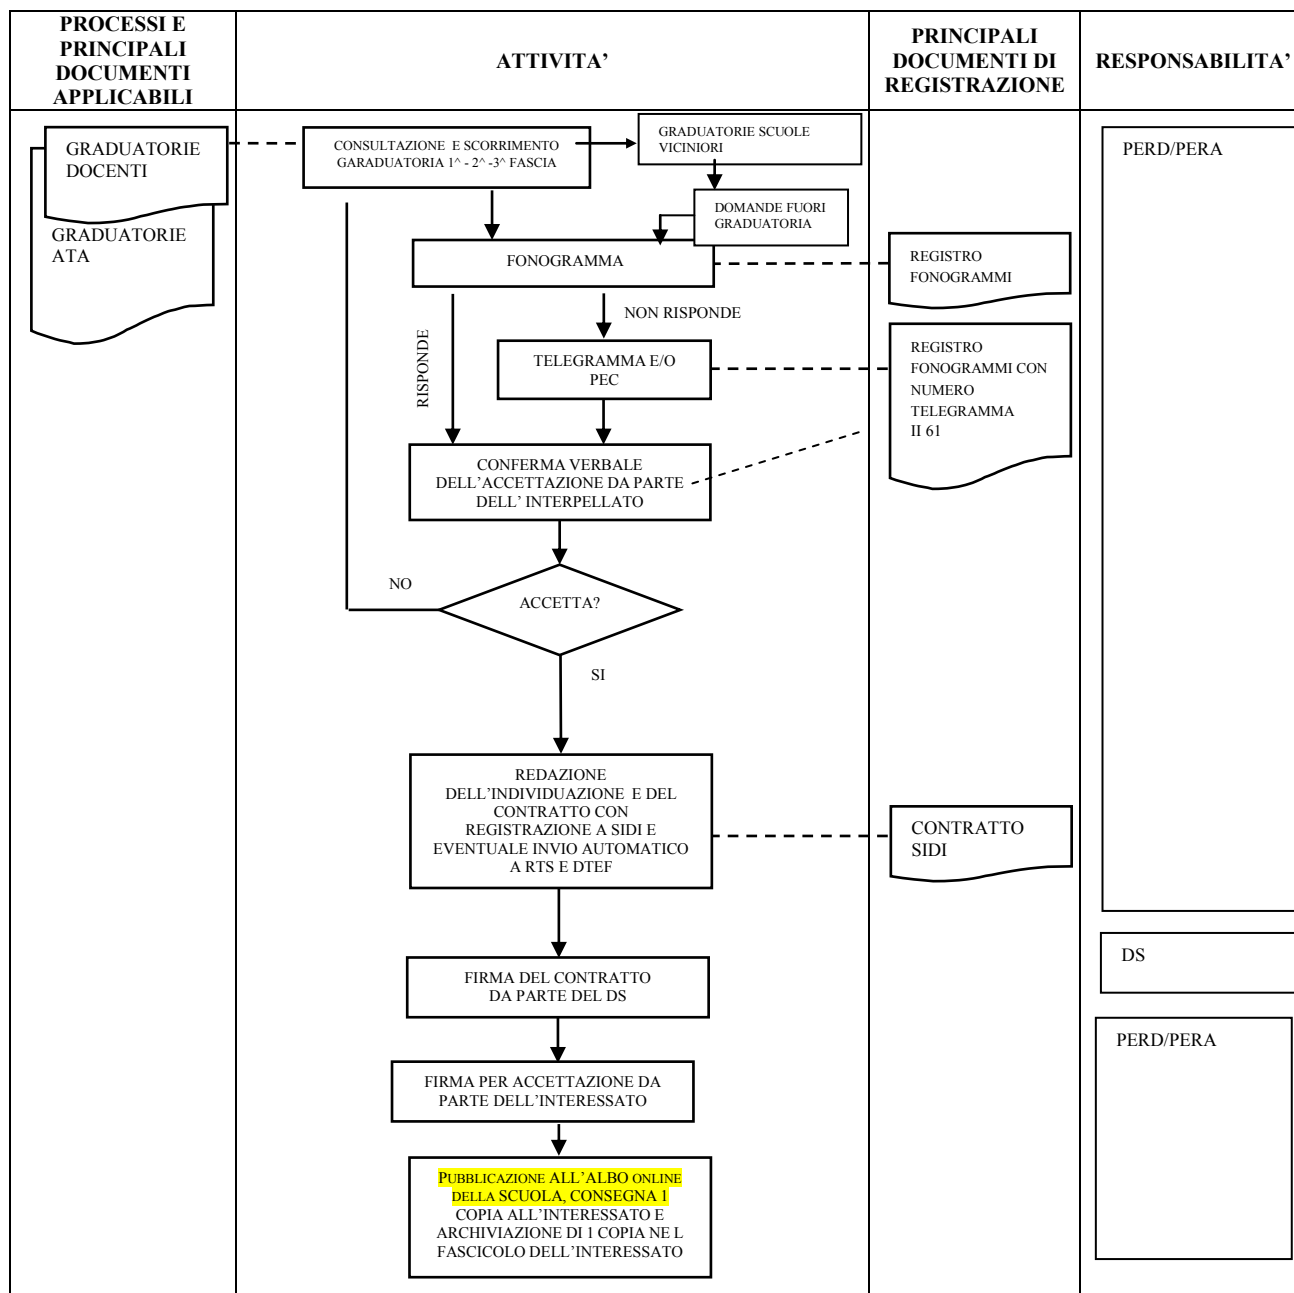 PROCESSI E
PRINCIPALI
DOCUMENTI
APPLICABILI
ATTIVITA’
PRINCIPALI
DOCUMENTI DI
REGISTRAZIONE
RESPONSABILITA’
GRADUATORIE
DOCENTI
GRADUATORIE
ATA
CONSULTAZIONE E SCORRIMENTO
GARADUATORIA 1^ - 2^ -3^ FASCIA
GRADUATORIE SCUOLE
VICINIORI
DOMANDE FUORI
GRADUATORIA
FONOGRAMMA
REGISTRO
FONOGRAMMI
RISPONDE
NON RISPONDE
TELEGRAMMA E/O
PEC
REGISTRO
FONOGRAMMI CON
NUMERO
TELEGRAMMA
II 61
CONFERMA VERBALE
DELL’ACCETTAZIONE DA PARTE
DELL’ INTERPELLATO
ACCETTA?
NO
SI
REDAZIONE
DELL’INDIVIDUAZIONE E DEL
CONTRATTO CON
REGISTRAZIONE A SIDI E
EVENTUALE INVIO AUTOMATICO
A RTS E DTEF
CONTRATTO
SIDI
FIRMA DEL CONTRATTO
DA PARTE DEL DS
FIRMA PER ACCETTAZIONE DA
PARTE DELL’INTERESSATO
PUBBLICAZIONE ALL’ALBO ONLINE
DELLA SCUOLA, CONSEGNA 1
COPIA ALL’INTERESSATO E
ARCHIVIAZIONE DI 1 COPIA NE L
FASCICOLO DELL’INTERESSATO
PERD/PERA
DS
PERD/PERA